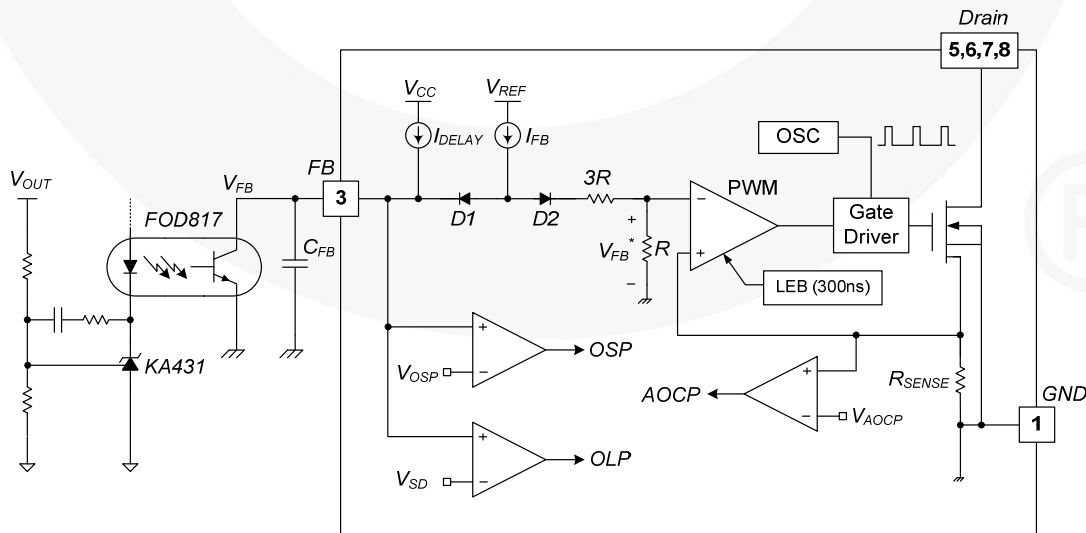 Drain
5,6,7,8
V_CC
V_REF
I_DELAY
I_FB
OSC
V_OUT
FOD817
V_FB
FB
3
D1
D2
3R
PWM
−
+
Gate
Driver
C_FB
+
V_FB*
−
R
LEB (300ns)
KA431
+
−
V_OSP
OSP
AOCP
+
−
V_AOCP
R_SENSE
GND
1
+
−
V_SD
OLP
R